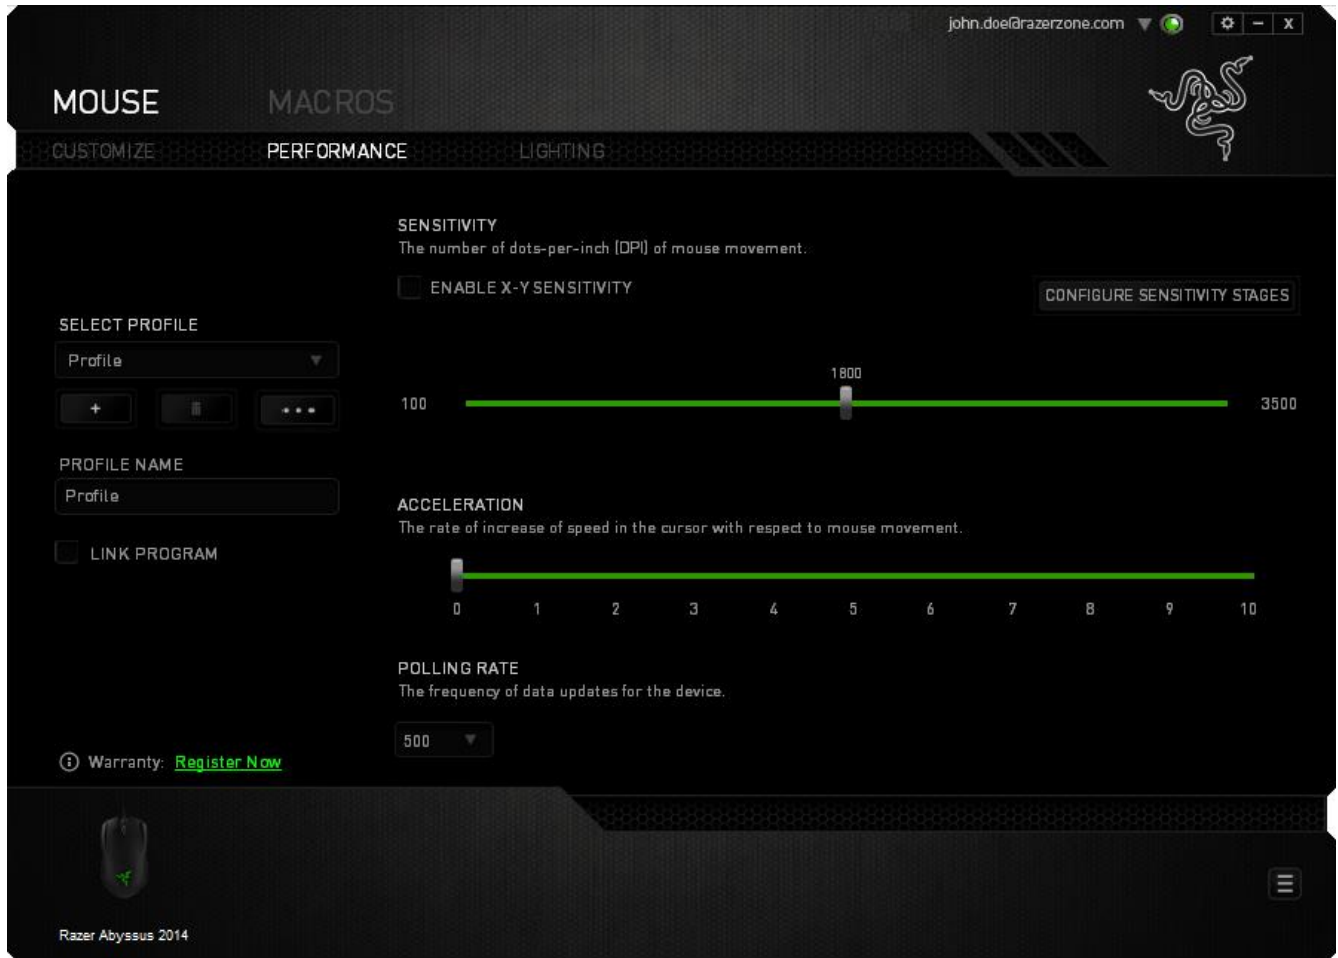 john.doe@razerzone.com
MOUSE MACROS
CUSTOMIZE PERFORMANCE LIGHTING
SENSITIVITY
The number of dots-per-inch (DPI) of mouse movement.
ENABLE X-Y SENSITIVITY
CONFIGURE SENSITIVITY STAGES
SELECT PROFILE
Profile
1800
100 3500
PROFILE NAME
Profile
LINK PROGRAM
ACCELERATION
The rate of increase of speed in the cursor with respect to mouse movement.
0 1 2 3 4 5 6 7 8 9 10
POLLING RATE
The frequency of data updates for the device.
500
Warranty: Register Now
Razer Abyssus 2014